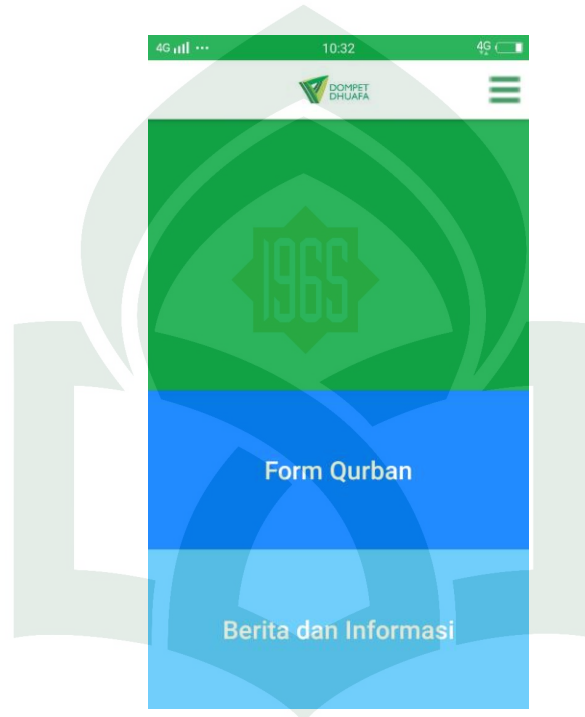 4G 10:32 4G
DOMPET
DHUAFA
1965
Form Qurban
Berita dan Informasi